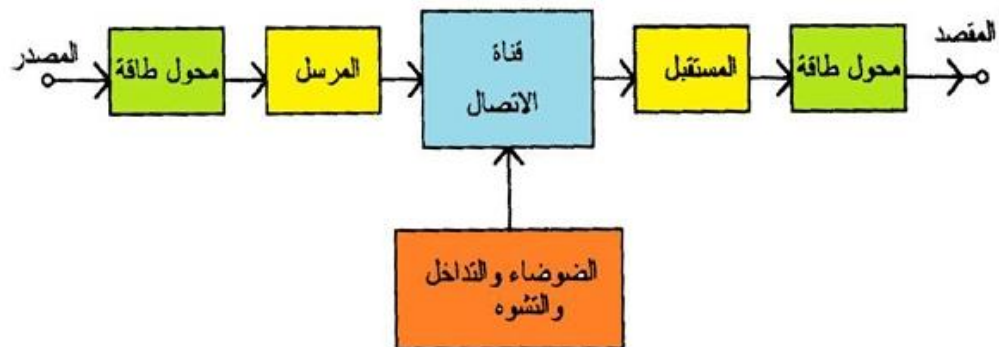 المصدر
محول طاقة
المرسل
قناة
الاتصال
المستقبل
محول طاقة
المقصد
الضوضاء والتداخل
والتشوه